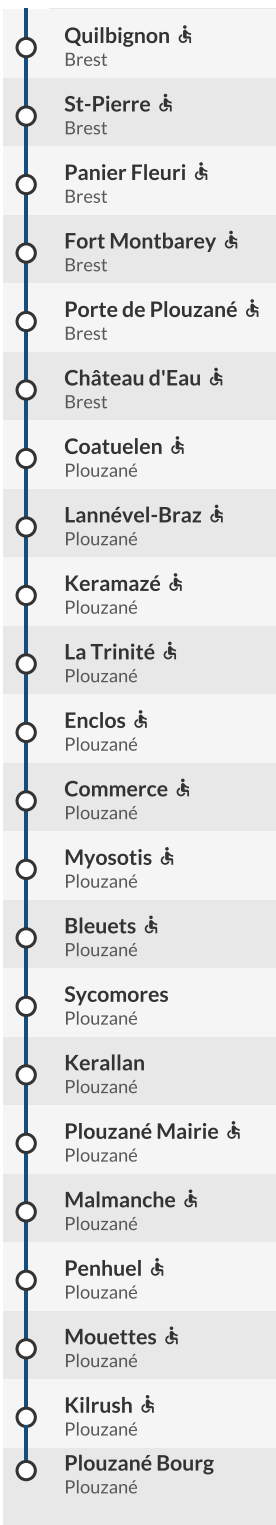 Quilbignon
Brest
St-Pierre
Brest
Panier Fleuri
Brest
Fort Montbarey
Brest
Porte de Plouzané
Brest
Château d'Eau
Brest
Coatuelen
Plouzané
Lannével-Braz
Plouzané
Keramazé
Plouzané
La Trinité
Plouzané
Enclos
Plouzané
Commerce
Plouzané
Myosotis
Plouzané
Bleuets
Plouzané
Sycomores
Plouzané
Kerallan
Plouzané
Plouzané Mairie
Plouzané
Malmanche
Plouzané
Penhuel
Plouzané
Mouettes
Plouzané
Kilrush
Plouzané
Plouzané Bourg
Plouzané